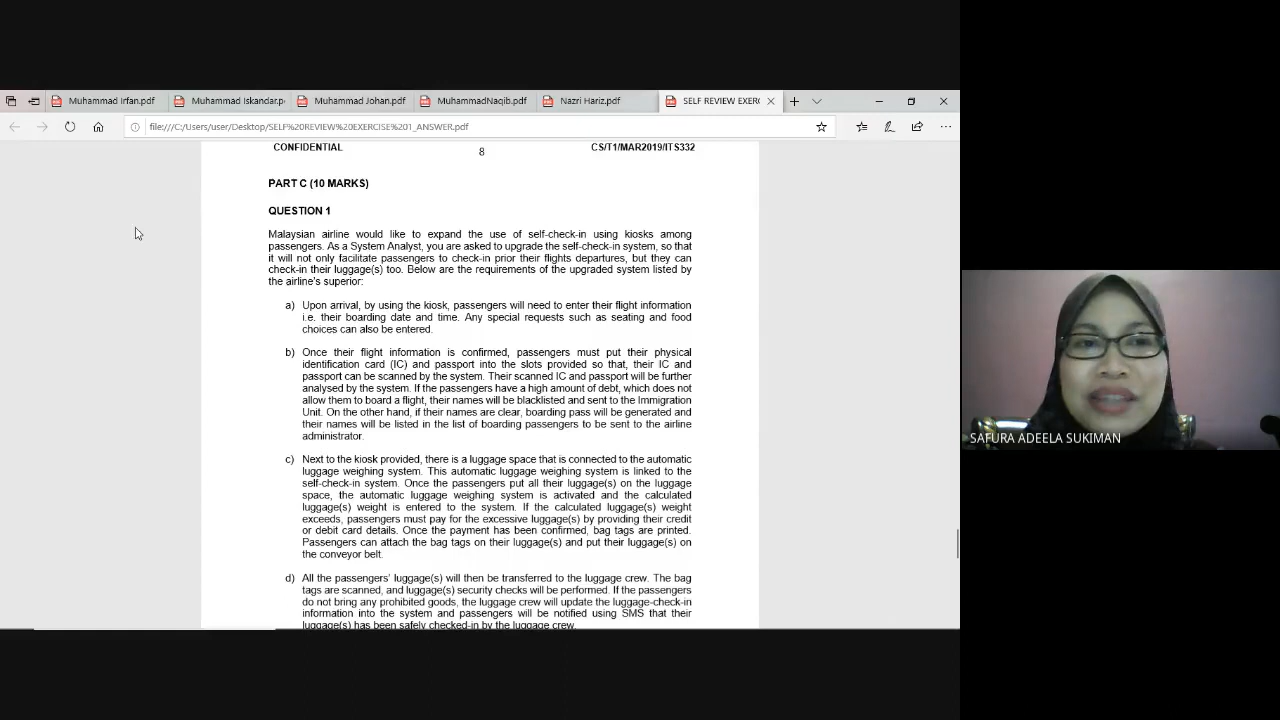 Muhammad Irfan.pdf
Muhammad Iskandar.p
Muhammad Johan.pdf
MuhammadNaqib.pdf
Nazri Hariz.pdf
SELF REVIEW EXER
file:///C:/Users/user/Desktop/SELF%20REVIEW%20EXERCISE%201_ANSWER.pdf
CONFIDENTIAL
8
CS/T1/MAR2019/ITS332
PART C (10 MARKS)
QUESTION 1
Malaysian airline would like to expand the use of self-check-in using kiosks among
passengers. As a System Analyst, you are asked to upgrade the self-check-in system, so that
it will not only facilitate passengers to check-in prior their flights departures, but they can
check-in their luggage(s) too. Below are the requirements of the upgraded system listed by
the airline's superior:
a) Upon arrival, by using the kiosk, passengers will need to enter their flight information
i.e. their boarding date and time. Any special requests such as seating and food
choices can also be entered.
b) Once their flight information is confirmed, passengers must put their physical
identification card (IC) and passport into the slots provided so that, their IC and
passport can be scanned by the system. Their scanned IC and passport will be further
analysed by the system. If the passengers have a high amount of debt, which does not
allow them to board a flight, their names will be blacklisted and sent to the Immigration
Unit. On the other hand, if their names are clear, boarding pass will be generated and
their names will be listed in the list of boarding passengers to be sent to the airline
administrator.
c) Next to the kiosk provided, there is a luggage space that is connected to the automatic
luggage weighing system. This automatic luggage weighing system is linked to the
self-check-in system. Once the passengers put all their luggage(s) on the luggage
space, the automatic luggage weighing system is activated and the calculated
luggage(s) weight is entered to the system. If the calculated luggage(s) weight
exceeds, passengers must pay for the excessive luggage(s) by providing their credit
or debit card details. Once the payment has been confirmed, bag tags are printed.
Passengers can attach the bag tags on their luggage(s) and put their luggage(s) on
the conveyor belt.
d) All the passengers' luggage(s) will then be transferred to the luggage crew. The bag
tags are scanned, and luggage(s) security checks will be performed. If the passengers
do not bring any prohibited goods, the luggage crew will update the luggage-check-in
information into the system and passengers will be notified using SMS that their
luggage(s) has been safely checked-in by the luggage crew.
SAFURA ADEELA SUKIMAN